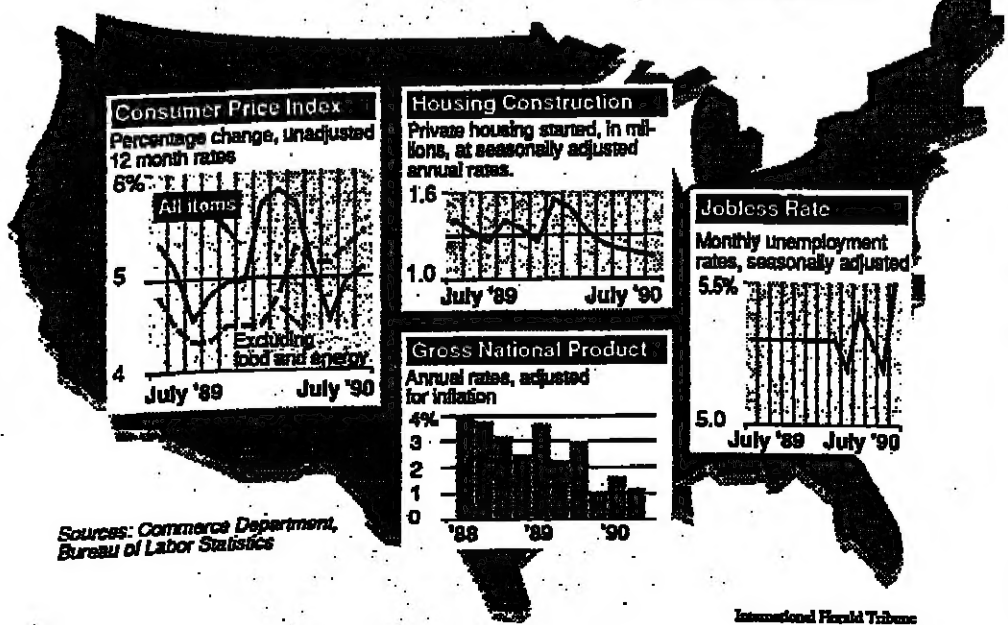 Consumer Price Index
Percentage change, unadjusted
12 month rates
6%
All items
5
Excluding
food and energy
4
July '89 July '90
Housing Construction
Private housing started, in mil-
lions, at seasonally adjusted
annual rates.
1.6
1.0
July '89 July '90
Gross National Product
Annual rates, adjusted
for inflation
4%
3
2
1
0
'88 '89 '90
Jobless Rate
Monthly unemployment
rates, seasonally adjusted
5.5%
5.0
July '89 July '90
Sources: Commerce Department,
Bureau of Labor Statistics
International Herald Tribune